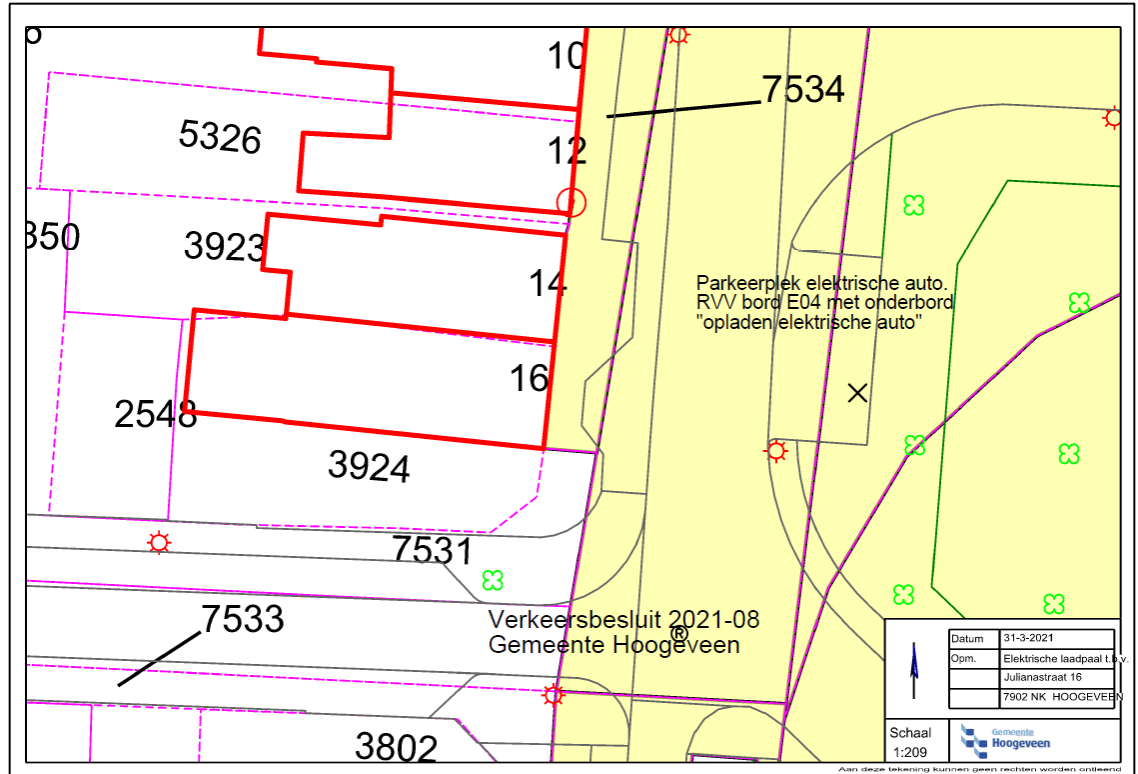 10
7534
5326
12
350
3923
14
Parkeerplek elektrische auto.
RVV bord E04 met onderbord
"opladen elektrische auto"
16
2548
3924
7531
7533
Verkeersbesluit 2021-08
Gemeente Hoogeveen
®
3802
Datum 31-3-2021
Opm. Elektrische laadpaal t.b.v.
Julianastraat 16
7902 NK HOOGEVEEN
Schaal
1:209
Gemeente
Hoogeveen
Aan deze tekening kunnen geen rechten worden ontleend